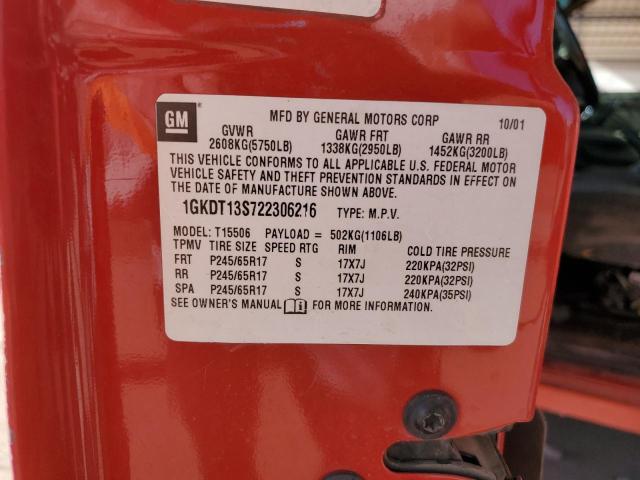 GM MFD BY GENERAL MOTORS CORP 10/01
GVWR GAWR FRT GAWR RR
2608KG(5750LB) 1338KG(2950LB) 1452KG(3200LB)
THIS VEHICLE CONFORMS TO ALL APPLICABLE U.S. FEDERAL MOTOR
VEHICLE SAFETY AND THEFT PREVENTION STANDARDS IN EFFECT ON
THE DATE OF MANUFACTURE SHOWN ABOVE.
1GKDT13S722306216 TYPE: M.P.V.
MODEL: T15506 PAYLOAD = 502KG(1106LB)
TPMV TIRE SIZE SPEED RTG RIM COLD TIRE PRESSURE
FRT P245/65R17 S 17X7J 220KPA(32PSI)
RR P245/65R17 S 17X7J 220KPA(32PSI)
SPA P245/65R17 S 17X7J 240KPA(35PSI)
SEE OWNER'S MANUAL FOR MORE INFORMATION.